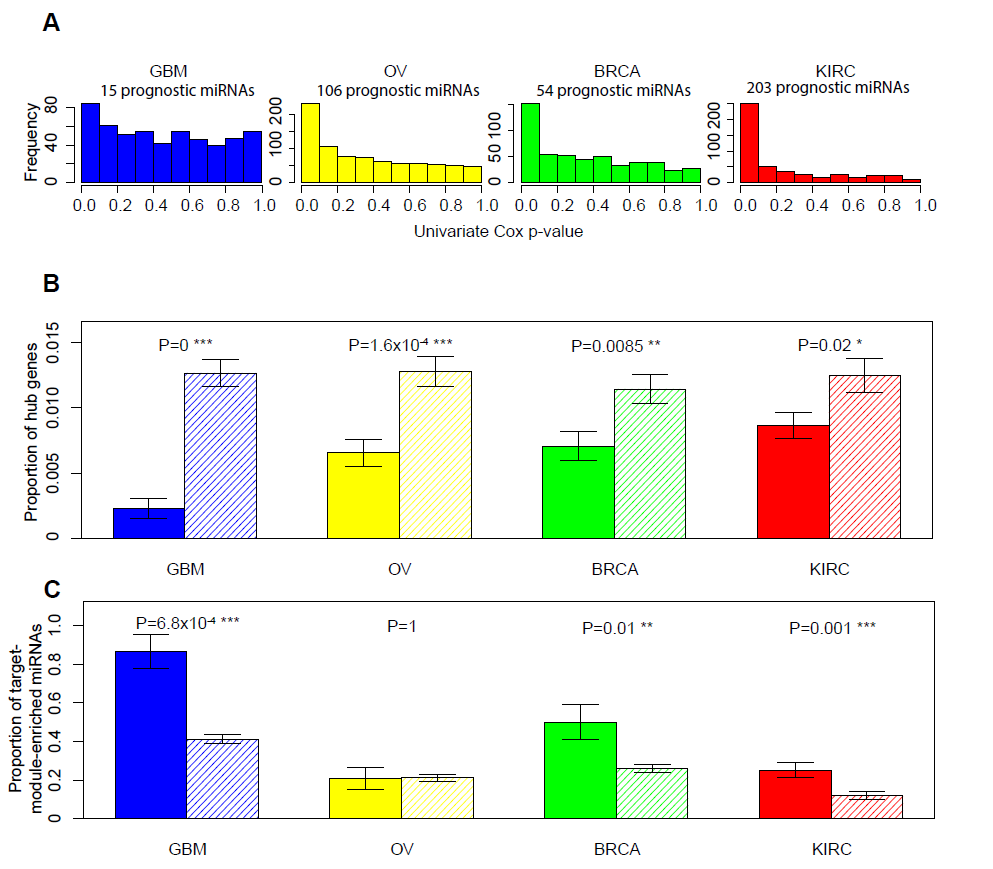 A
GBM OV BRCA KIRC
15 prognostic miRNAs 106 prognostic miRNAs 54 prognostic miRNAs 203 prognostic miRNAs
Frequency
0 40 80
0 100 200
0 50 100
0 100 200
0.0 0.2 0.4 0.6 0.8 1.0 0.0 0.2 0.4 0.6 0.8 1.0 0.0 0.2 0.4 0.6 0.8 1.0 0.0 0.2 0.4 0.6 0.8 1.0
Univariate Cox p-value
B
Proportion of hub genes
0.015
0.010
0.005
0
P=0 *** P=1.6x10⁻⁴ *** P=0.0085 ** P=0.02 *
GBM OV BRCA KIRC
C
Proportion of target-
module-enriched miRNAs
1.0
0.8
0.6
0.4
0.2
0
P=6.8x10⁻⁴ *** P=1 P=0.01 ** P=0.001 ***
GBM OV BRCA KIRC